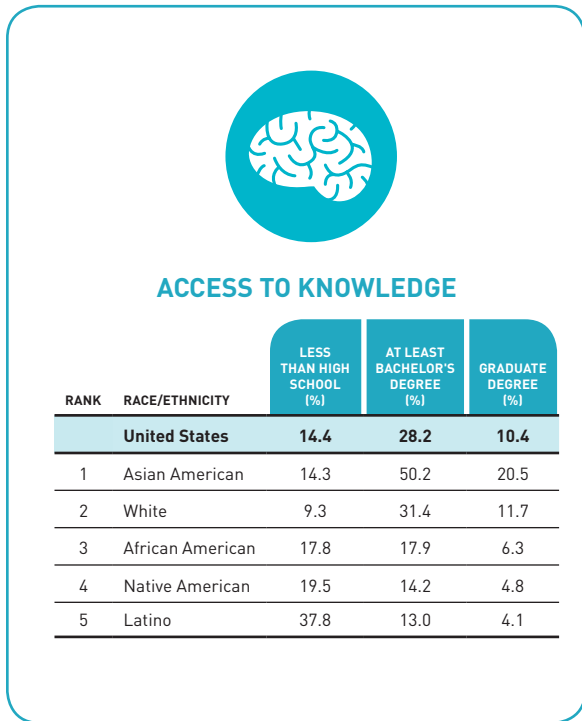 ACCESS TO KNOWLEDGE
RANK RACE/ETHNICITY LESS THAN HIGH SCHOOL (%) AT LEAST BACHELOR'S DEGREE (%) GRADUATE DEGREE (%)
United States 14.4 28.2 10.4
1 Asian American 14.3 50.2 20.5
2 White 9.3 31.4 11.7
3 African American 17.8 17.9 6.3
4 Native American 19.5 14.2 4.8
5 Latino 37.8 13.0 4.1